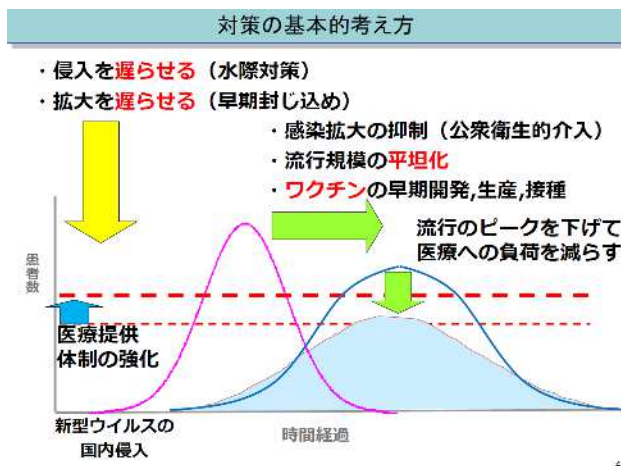 対策の基本的考え方
・侵入を遅らせる（水際対策）
・拡大を遅らせる（早期封じ込め）
・感染拡大の抑制（公衆衛生的介入）
・流行規模の平坦化
・ワクチンの早期開発,生産,接種
流行のピークを下げて
医療への負荷を減らす
患者数
医療提供
体制の強化
新型ウイルスの
国内侵入
時間経過